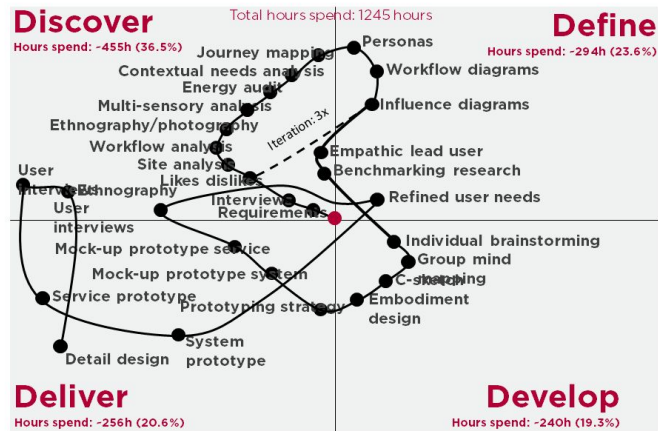 Discover
Total hours spend: 1245 hours
Define
Hours spend: ~455h (36.5%)
Hours spend: ~294h (23.6%)
Personas
Journey mapping
Contextual needs analysis
Workflow diagrams
Energy audit
Multi-sensory analysis
Influence diagrams
Iteration: 3x
Ethnography/photography
Workflow analysis
Empathic lead user
Site analysis
Benchmarking research
Likes dislikes
User
interviews
Ethnography
Interviews
Refined user needs
User
interviews
Requirements
Mock-up prototype service
Individual brainstorming
Group mind
mapping
Mock-up prototype system
C-sketch
Service prototype
Prototyping strategy
Embodiment
design
System
prototype
Detail design
Deliver
Develop
Hours spend: ~256h (20.6%)
Hours spend: ~240h (19.3%)